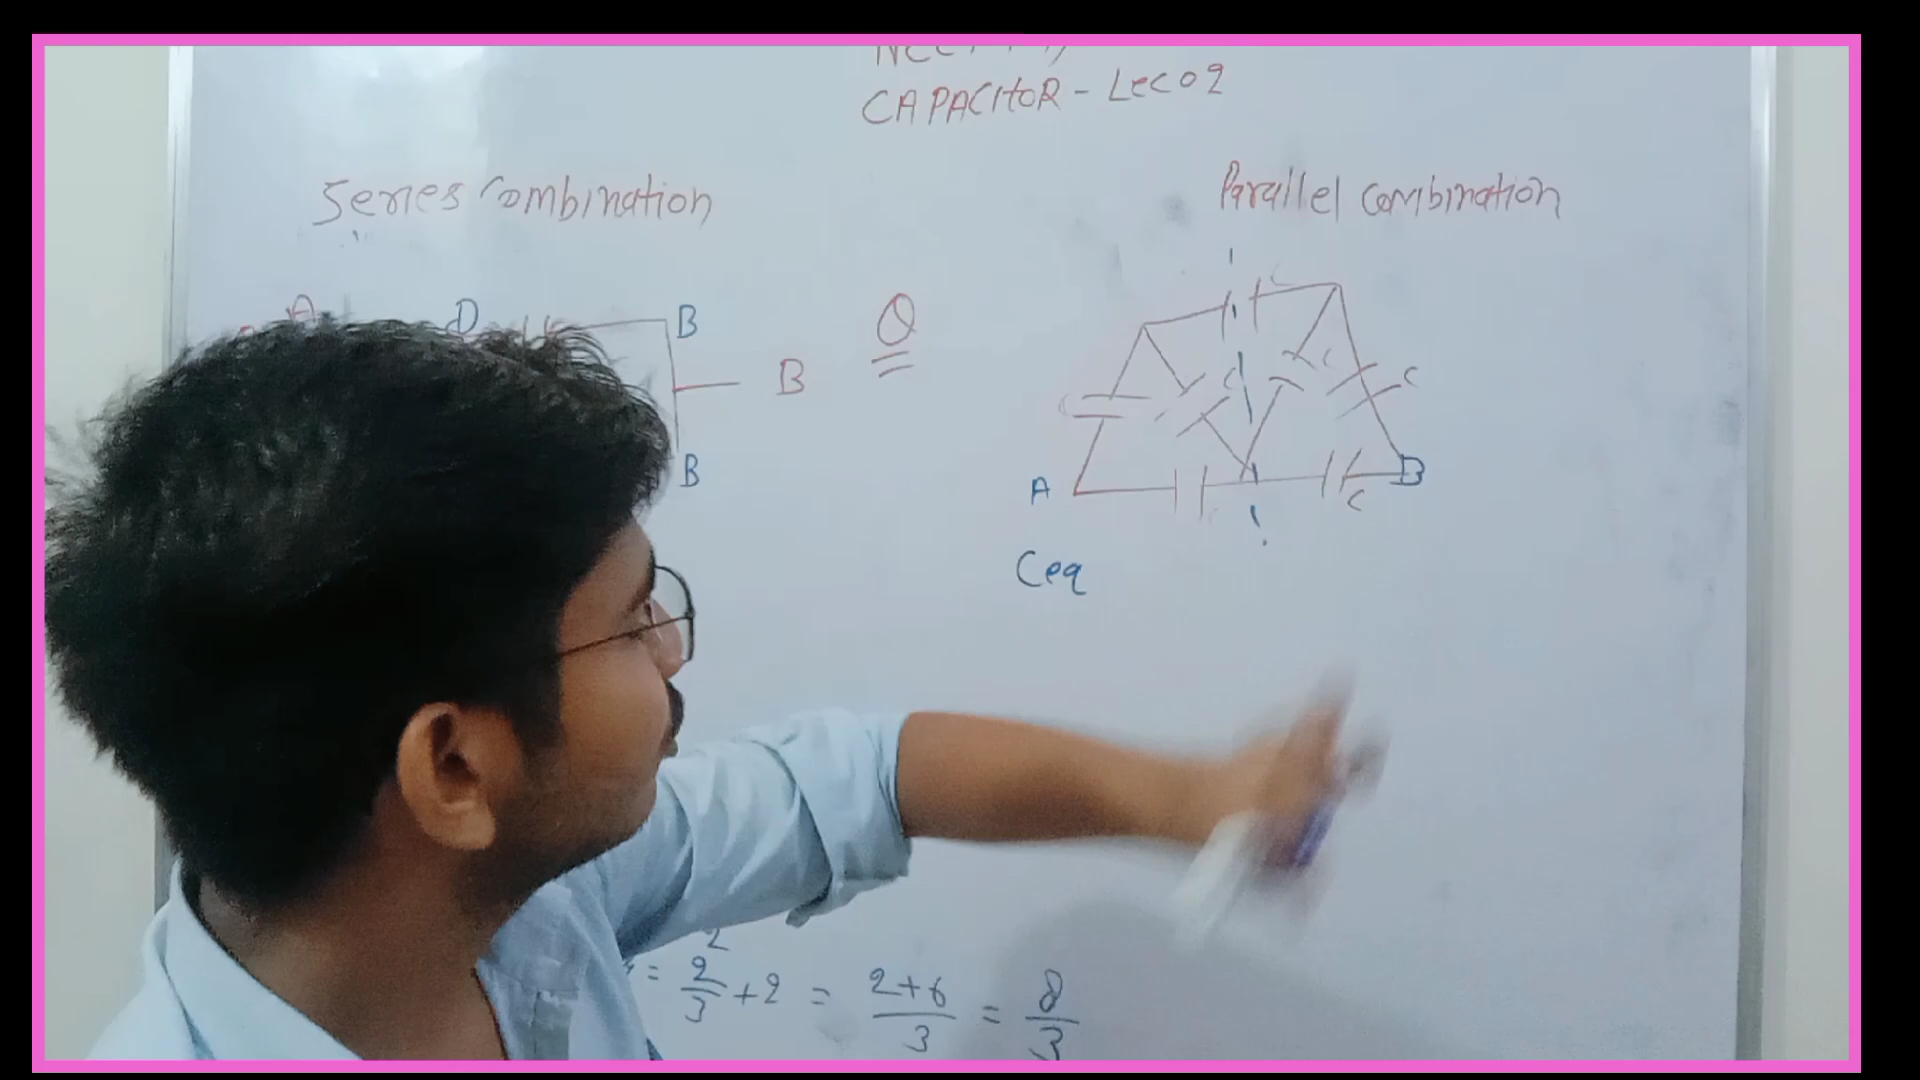 CAPACITOR - Lec 02
Series Combination
Parallel Combination
A
D
B
B
B
Q
C
C
C
C
C
A
B
C
Ceq
= 2/3 + 2 = 2+6/3 = 8/3